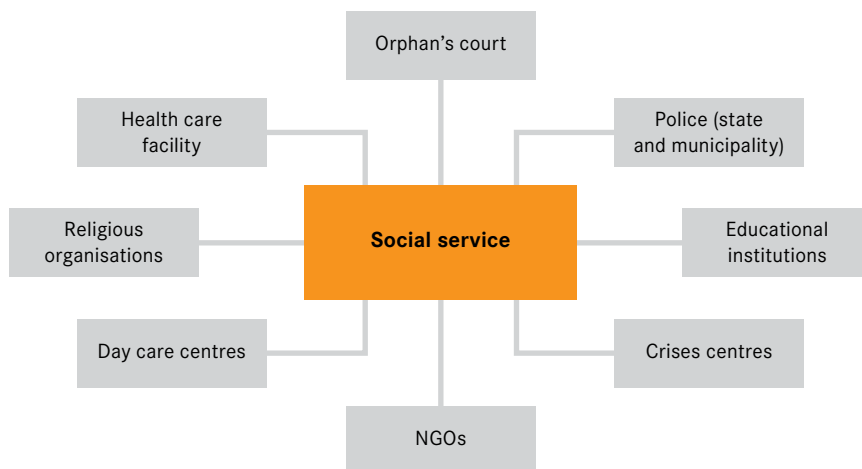 Orphan's court
Health care
facility
Police (state
and municipality)
Religious
organisations
Social service
Educational
institutions
Day care centres
Crises centres
NGOs